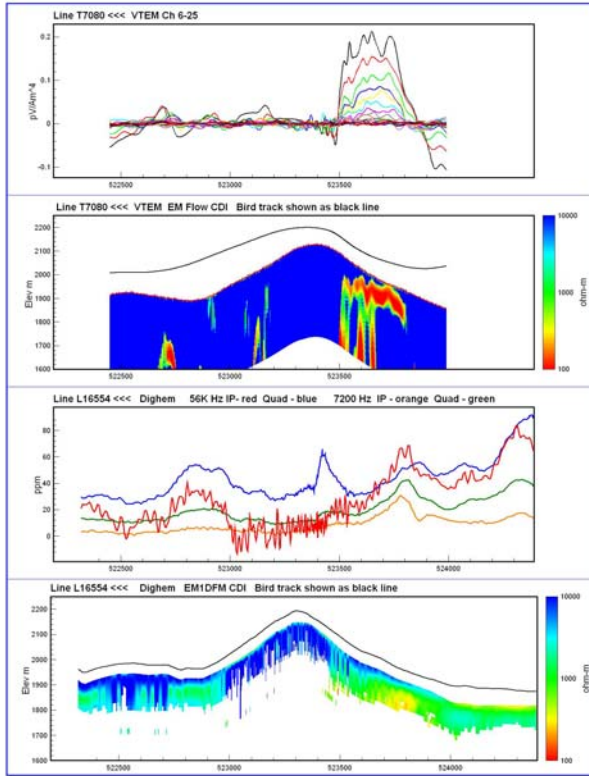 Line T7080 <<< VTEM Ch 6-25
pV/Am^4
0.2
0.1
0
-0.1
522500 523000 523500 524000
Line T7080 <<< VTEM EM Flow CDI Bird track shown as black line
Elev m
2200
2100
2000
1900
1800
1700
1600
522500 523000 523500 524000
10000
1000
100
ohm-m
Line L16554 <<< Dighem 56K Hz IP- red Quad - blue 7200 Hz IP - orange Quad - green
ppm
80
60
40
20
0
522500 523000 523500 524000
Line L16554 <<< Dighem EM1DFM CDI Bird track shown as black line
Elev m
2200
2100
2000
1900
1800
1700
1600
522500 523000 523500 524000
10000
1000
100
ohm-m